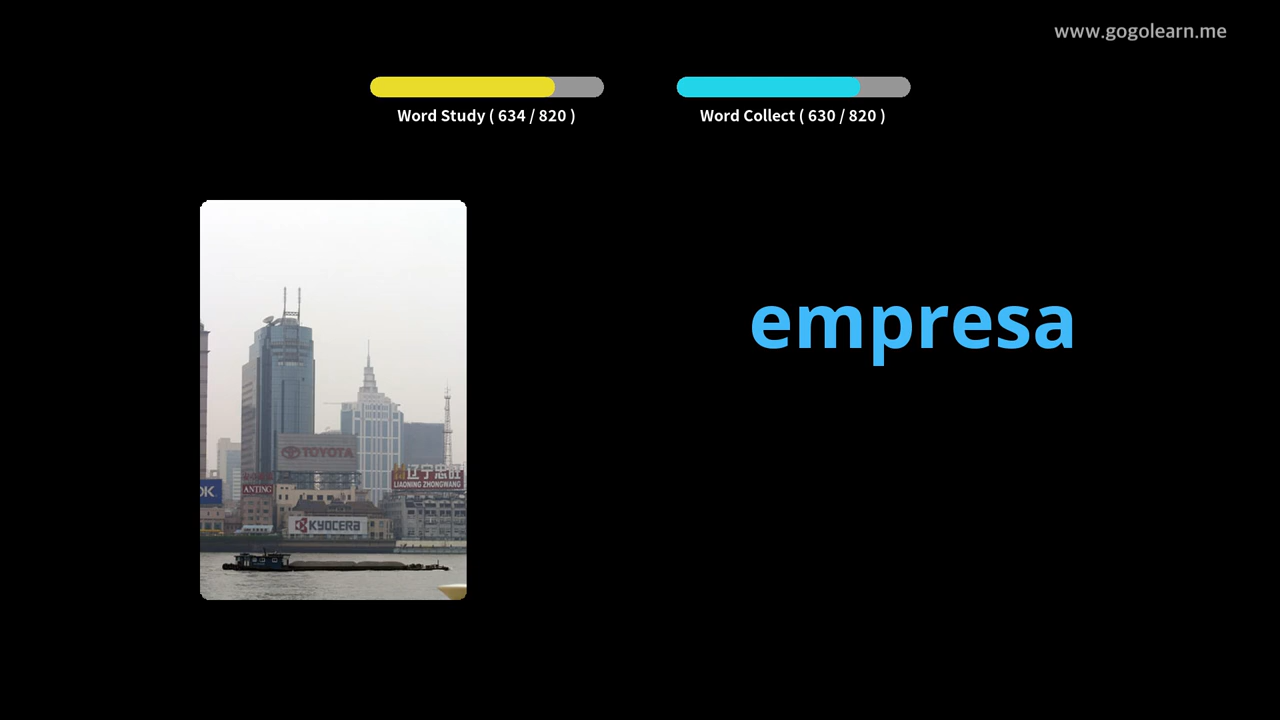 www.gogolearn.me
Word Study ( 634 / 820 )
Word Collect ( 630 / 820 )
empresa
TOYOTA
辽宁忠旺
LIAONING ZHONGWANG
OK
ANTING
KYOCERA